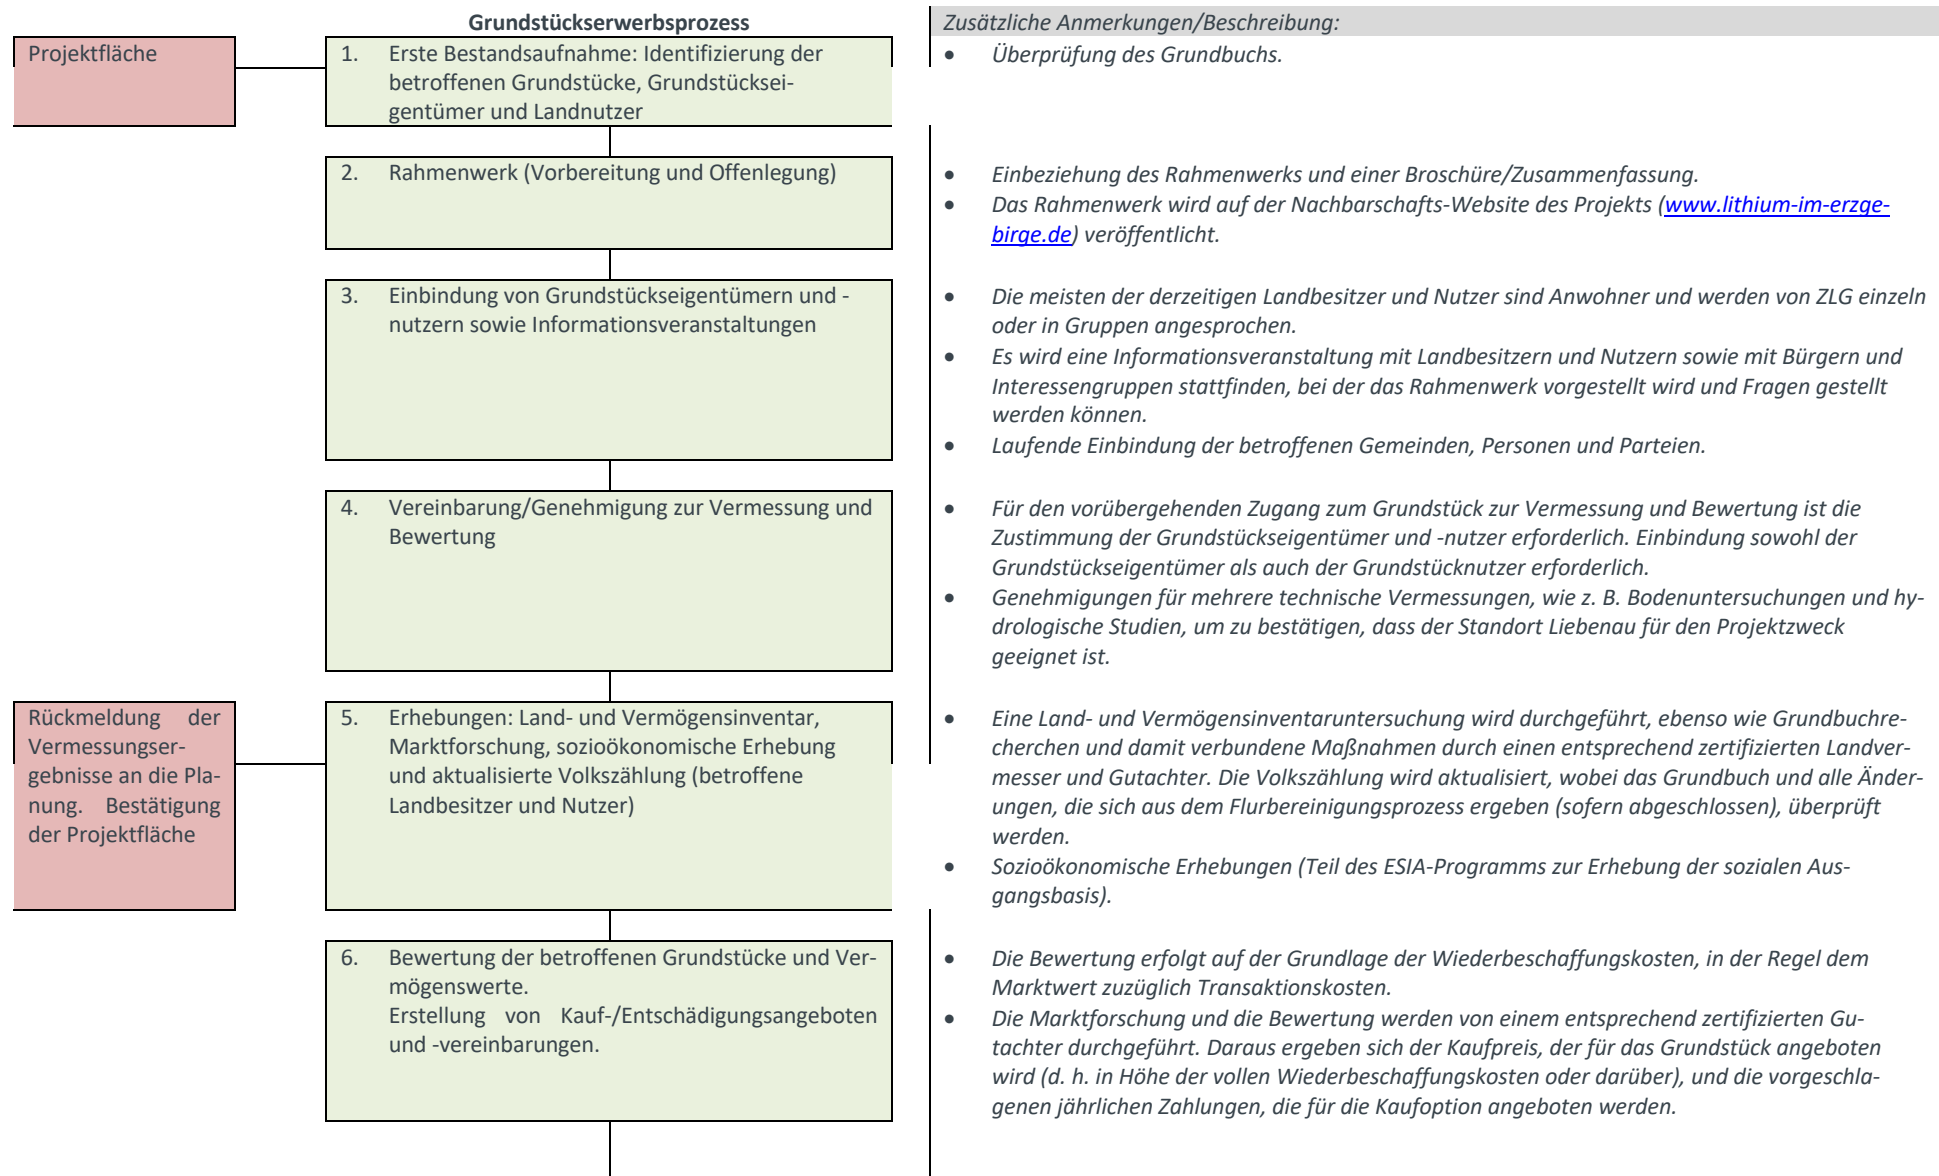 Grundstückserwerbsprozess
Zusätzliche Anmerkungen/Beschreibung:
Projektfläche
1. Erste Bestandsaufnahme: Identifizierung der
betroffenen Grundstücke, Grundstücksei-
gentümer und Landnutzer
• Überprüfung des Grundbuchs.
2. Rahmenwerk (Vorbereitung und Offenlegung)
• Einbeziehung des Rahmenwerks und einer Broschüre/Zusammenfassung.
• Das Rahmenwerk wird auf der Nachbarschafts-Website des Projekts (www.lithium-im-erzge-
birge.de) veröffentlicht.
3. Einbindung von Grundstückseigentümern und -
nutzern sowie Informationsveranstaltungen
• Die meisten der derzeitigen Landbesitzer und Nutzer sind Anwohner und werden von ZLG einzeln
oder in Gruppen angesprochen.
• Es wird eine Informationsveranstaltung mit Landbesitzern und Nutzern sowie mit Bürgern und
Interessengruppen stattfinden, bei der das Rahmenwerk vorgestellt wird und Fragen gestellt
werden können.
• Laufende Einbindung der betroffenen Gemeinden, Personen und Parteien.
4. Vereinbarung/Genehmigung zur Vermessung und
Bewertung
• Für den vorübergehenden Zugang zum Grundstück zur Vermessung und Bewertung ist die
Zustimmung der Grundstückseigentümer und -nutzer erforderlich. Einbindung sowohl der
Grundstückseigentümer als auch der Grundstücknutzer erforderlich.
• Genehmigungen für mehrere technische Vermessungen, wie z. B. Bodenuntersuchungen und hy-
drologische Studien, um zu bestätigen, dass der Standort Liebenau für den Projektzweck
geeignet ist.
Rückmeldung der
Vermessungser-
gebnisse an die Pla-
nung. Bestätigung
der Projektfläche
5. Erhebungen: Land- und Vermögensinventar,
Marktforschung, sozioökonomische Erhebung
und aktualisierte Volkszählung (betroffene
Landbesitzer und Nutzer)
• Eine Land- und Vermögensinventaruntersuchung wird durchgeführt, ebenso wie Grundbuchre-
cherchen und damit verbundene Maßnahmen durch einen entsprechend zertifizierten Landver-
messer und Gutachter. Die Volkszählung wird aktualisiert, wobei das Grundbuch und alle Änder-
ungen, die sich aus dem Flurbereinigungsprozess ergeben (sofern abgeschlossen), überprüft
werden.
• Sozioökonomische Erhebungen (Teil des ESIA-Programms zur Erhebung der sozialen Aus-
gangsbasis).
6. Bewertung der betroffenen Grundstücke und Ver-
mögenswerte.
Erstellung von Kauf-/Entschädigungsangeboten
und -vereinbarungen.
• Die Bewertung erfolgt auf der Grundlage der Wiederbeschaffungskosten, in der Regel dem
Marktwert zuzüglich Transaktionskosten.
• Die Marktforschung und die Bewertung werden von einem entsprechend zertifizierten Gu-
tachter durchgeführt. Daraus ergeben sich der Kaufpreis, der für das Grundstück angeboten
wird (d. h. in Höhe der vollen Wiederbeschaffungskosten oder darüber), und die vorgeschla-
genen jährlichen Zahlungen, die für die Kaufoption angeboten werden.